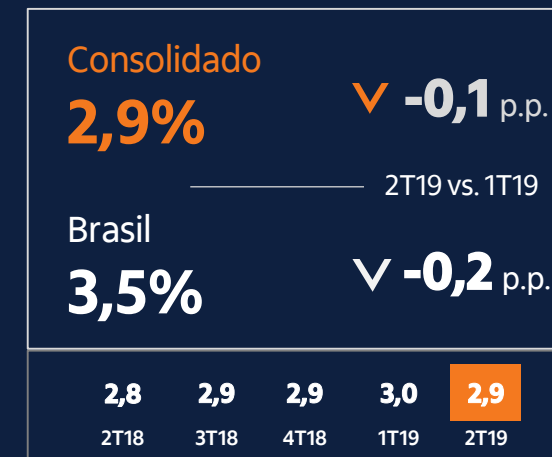 Consolidado
2,9%
-0,1 p.p.
2T19 vs. 1T19
Brasil
3,5%
-0,2 p.p.
2,8 2,9 2,9 3,0 2,9
2T18 3T18 4T18 1T19 2T19